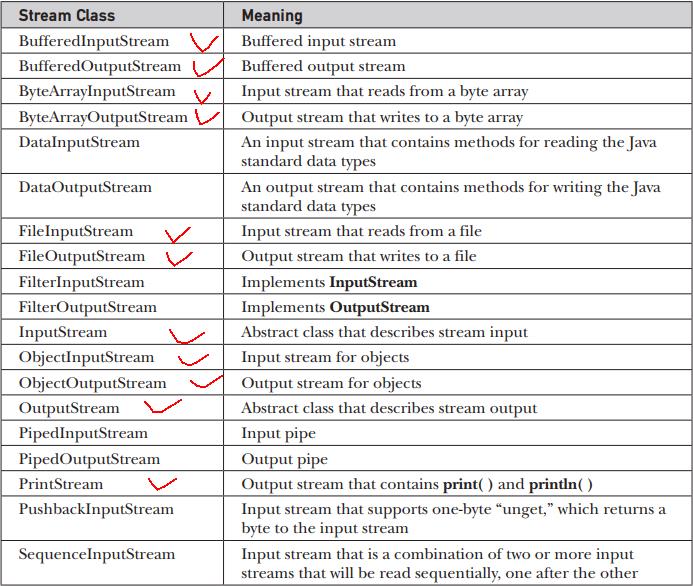 Stream Class Meaning
BufferedInputStream Buffered input stream
BufferedOutputStream Buffered output stream
ByteArrayInputStream Input stream that reads from a byte array
ByteArrayOutputStream Output stream that writes to a byte array
DataInputStream An input stream that contains methods for reading the Java
standard data types
DataOutputStream An output stream that contains methods for writing the Java
standard data types
FileInputStream Input stream that reads from a file
FileOutputStream Output stream that writes to a file
FilterInputStream Implements InputStream
FilterOutputStream Implements OutputStream
InputStream Abstract class that describes stream input
ObjectInputStream Input stream for objects
ObjectOutputStream Output stream for objects
OutputStream Abstract class that describes stream output
PipedInputStream Input pipe
PipedOutputStream Output pipe
PrintStream Output stream that contains print( ) and println( )
PushbackInputStream Input stream that supports one-byte “unget,” which returns a
byte to the input stream
SequenceInputStream Input stream that is a combination of two or more input
streams that will be read sequentially, one after the other